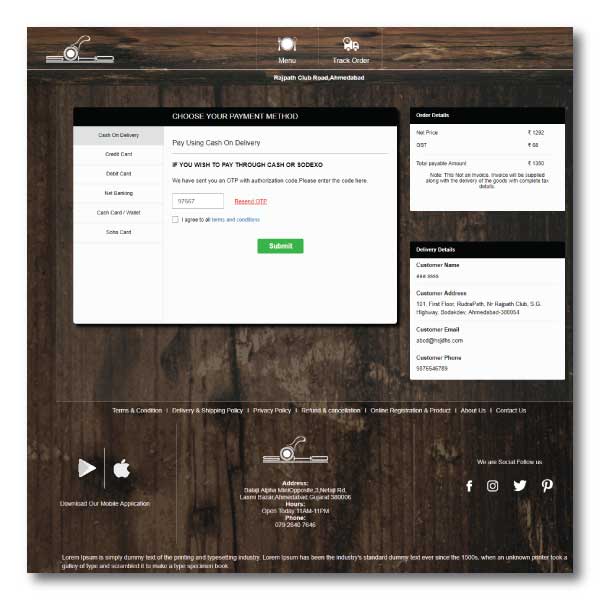 Menu
Track Order
Rajpath Club Road,Ahmedabad
CHOOSE YOUR PAYMENT METHOD
Cash On Delivery
Credit Card
Debit Card
Net Banking
Cash Card / Wallet
Soha Card
Pay Using Cash On Delivery
IF YOU WISH TO PAY THROUGH CASH OR SODEXO
We have sent you an OTP with authorization code.Please enter the code here.
97557 Resend OTP
I agree to all terms and conditions
Submit
Order Details
Net Price ₹ 1292
GST ₹ 68
Total payable Amount ₹ 1350
Note: This Not an Invoice. Invoice will be supplied
along with the delivery of the goods with complete tax
details.
Delivery Details
Customer Name
Customer Address
101, First Floor, RudraPath, Nr Rajpath Club, S.G.
Highway, Bodakdev, Ahmedabad-380054
Customer Email
abcd@hsjdhs.com
Customer Phone
9876546789
Terms & Condition | Delivery & Shipping Policy | Privacy Policy | Refund & cancellation | Online Registration & Product | About Us | Contact Us
Download Our Mobile Application
Address:
Balaji Alpha MiniOpposite,3,Netaji Rd,
Laxmi Bazar,Ahmedabad,Gujarat 380006
Hours:
Open Today:11AM-11PM
Phone:
079 2640 7646
We are Social Follow us
Lorem Ipsum is simply dummy text of the printing and typesetting industry. Lorem Ipsum has been the industry's standard dummy text ever since the 1500s, when an unknown printer took a
galley of type and scrambled it to make a type specimen book.